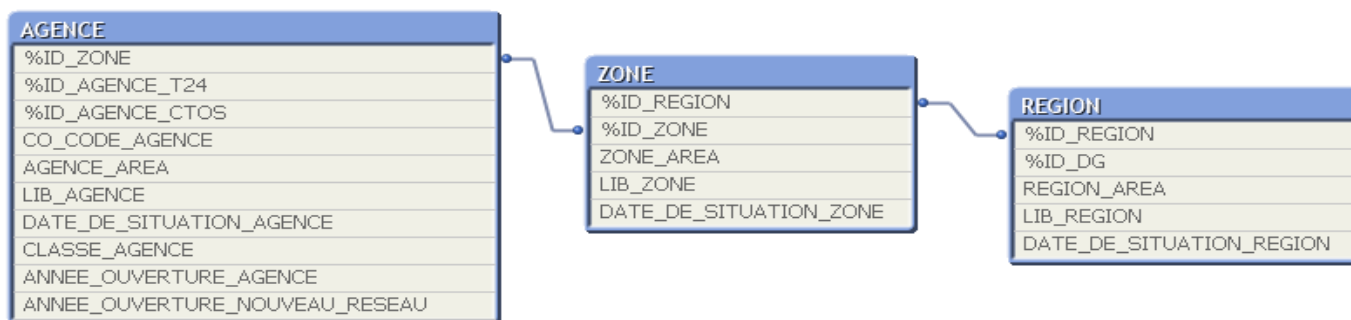 AGENCE
%ID_ZONE
%ID_AGENCE_T24
%ID_AGENCE_CTOS
CO_CODE_AGENCE
AGENCE_AREA
LIB_AGENCE
DATE_DE_SITUATION_AGENCE
CLASSE_AGENCE
ANNEE_OUVERTURE_AGENCE
ANNEE_OUVERTURE_NOUVEAU_RESEAU
ZONE
%ID_REGION
%ID_ZONE
ZONE_AREA
LIB_ZONE
DATE_DE_SITUATION_ZONE
REGION
%ID_REGION
%ID_DG
REGION_AREA
LIB_REGION
DATE_DE_SITUATION_REGION